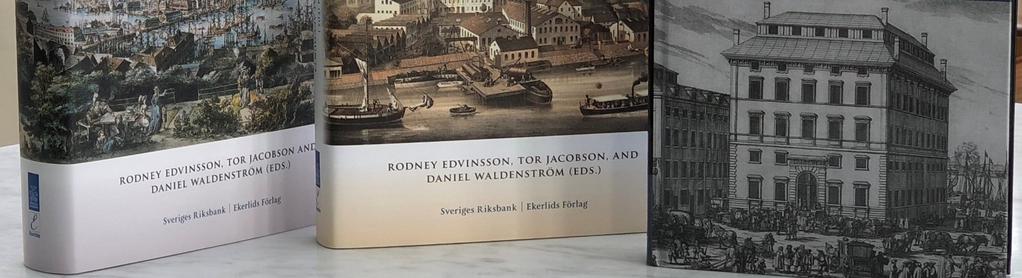 RODNEY EDVINSSON, TOR JACOBSON AND
DANIEL WALDENSTRÖM (EDS.)
Sveriges Riksbank | Ekerlids Förlag
RODNEY EDVINSSON, TOR JACOBSON, AND
DANIEL WALDENSTRÖM (EDS.)
Sveriges Riksbank | Ekerlids Förlag